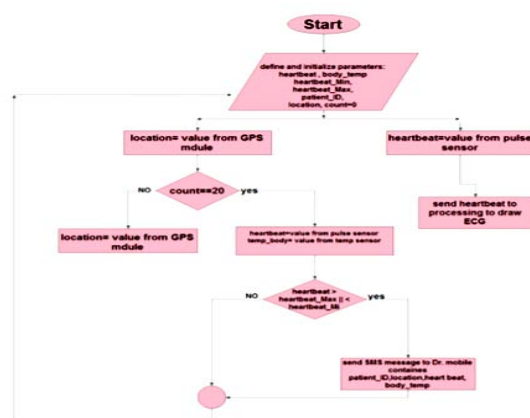 Start
define and initialize parameters:
heartbeat , body_temp
heartbeat_Min,
heartbeat_Max,
patient_ID,
location, count=0
location= value from GPS
mdule
heartbeat=value from pulse
sensor
NO
count==20
yes
send heartbeat to
processing to draw
ECG
location= value from GPS
mdule
heartbeat=value from pulse sensor
temp_body= value from temp sensor
NO
heartbeat >
heartbeat_Max || <
heartbeat_Mi
yes
send SMS message to Dr. mobile
containes
patient_ID,location,heart beat,
body_temp